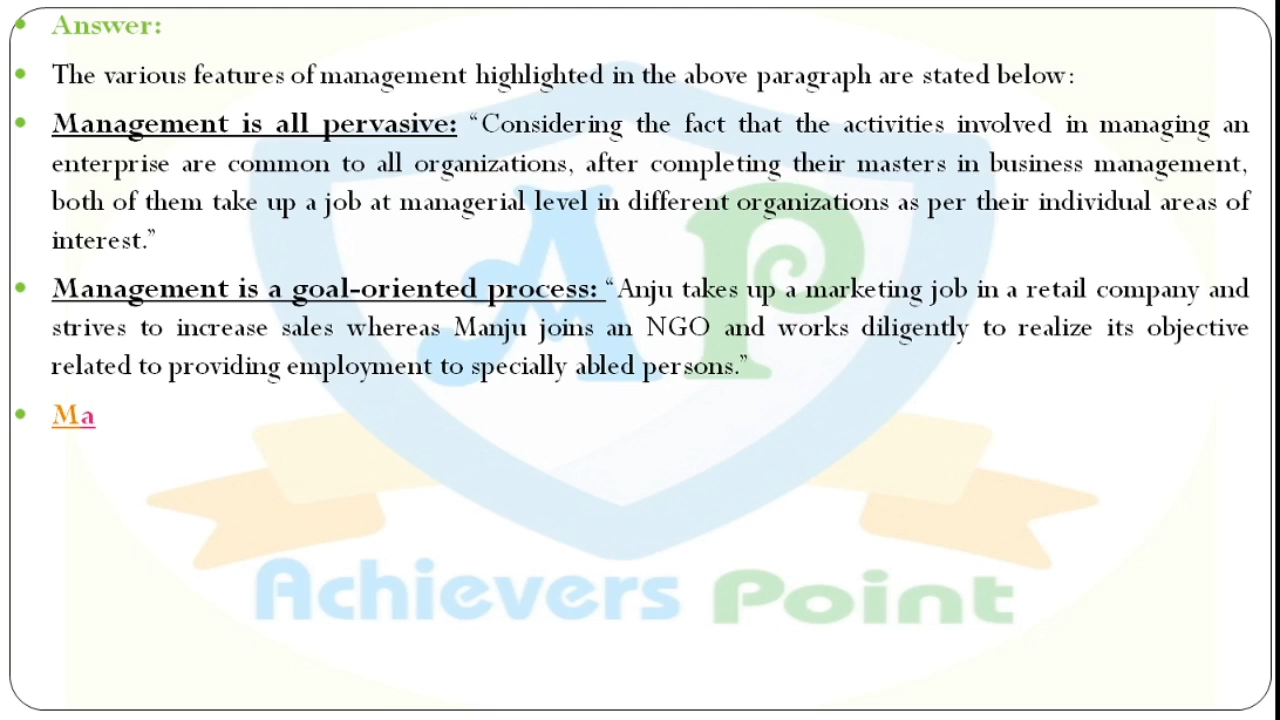 Answer:
The various features of management highlighted in the above paragraph are stated below:
Management is all pervasive: “Considering the fact that the activities involved in managing an
enterprise are common to all organizations, after completing their masters in business management,
both of them take up a job at managerial level in different organizations as per their individual areas of
interest.”
Management is a goal-oriented process: “Anju takes up a marketing job in a retail company and
strives to increase sales whereas Manju joins an NGO and works diligently to realize its objective
related to providing employment to specially abled persons.”
Ma
AP
Achievers Point